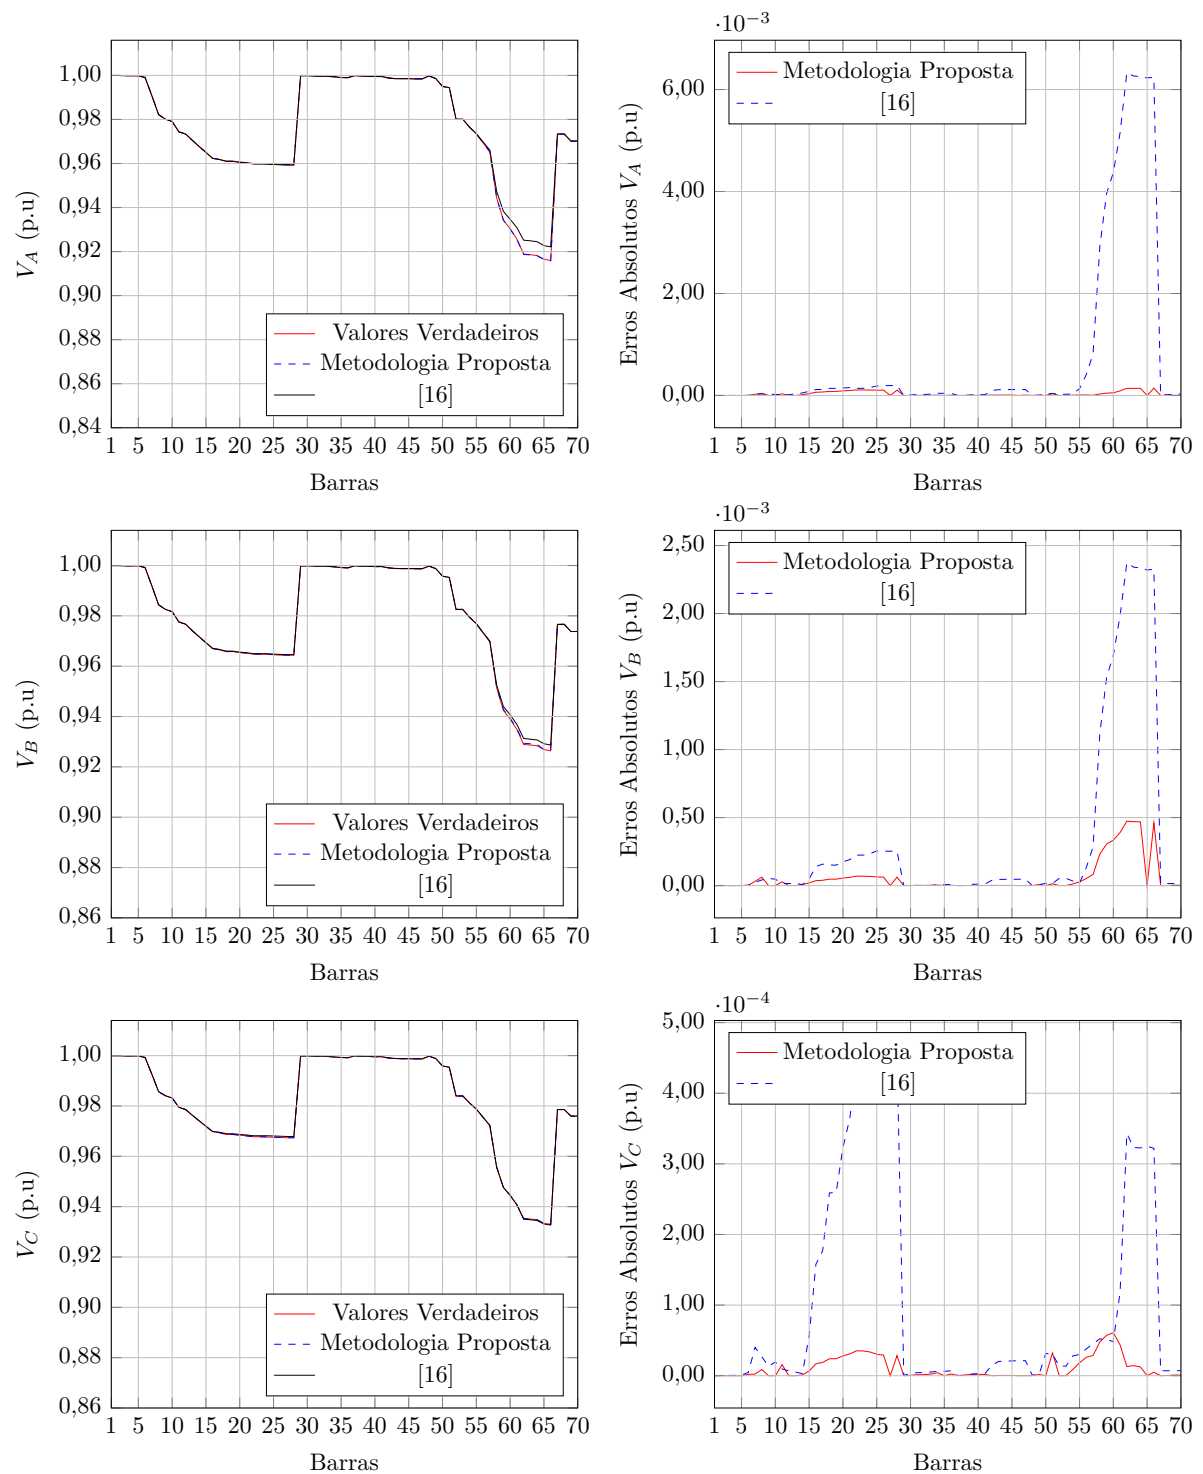 1,00
0,98
0,96
0,94
0,92
0,90
0,88
0,86
0,84
1 5 10 15 20 25 30 35 40 45 50 55 60 65 70
Barras
V_A (p.u)
Valores Verdadeiros
Metodologia Proposta
[16]
·10⁻³
6,00
4,00
2,00
0,00
1 5 10 15 20 25 30 35 40 45 50 55 60 65 70
Barras
Erros Absolutos V_A (p.u)
Metodologia Proposta
[16]
1,00
0,98
0,96
0,94
0,92
0,90
0,88
0,86
1 5 10 15 20 25 30 35 40 45 50 55 60 65 70
Barras
V_B (p.u)
Valores Verdadeiros
Metodologia Proposta
[16]
·10⁻³
2,50
2,00
1,50
1,00
0,50
0,00
1 5 10 15 20 25 30 35 40 45 50 55 60 65 70
Barras
Erros Absolutos V_B (p.u)
Metodologia Proposta
[16]
1,00
0,98
0,96
0,94
0,92
0,90
0,88
0,86
1 5 10 15 20 25 30 35 40 45 50 55 60 65 70
Barras
V_C (p.u)
Valores Verdadeiros
Metodologia Proposta
[16]
·10⁻⁴
5,00
4,00
3,00
2,00
1,00
0,00
1 5 10 15 20 25 30 35 40 45 50 55 60 65 70
Barras
Erros Absolutos V_C (p.u)
Metodologia Proposta
[16]